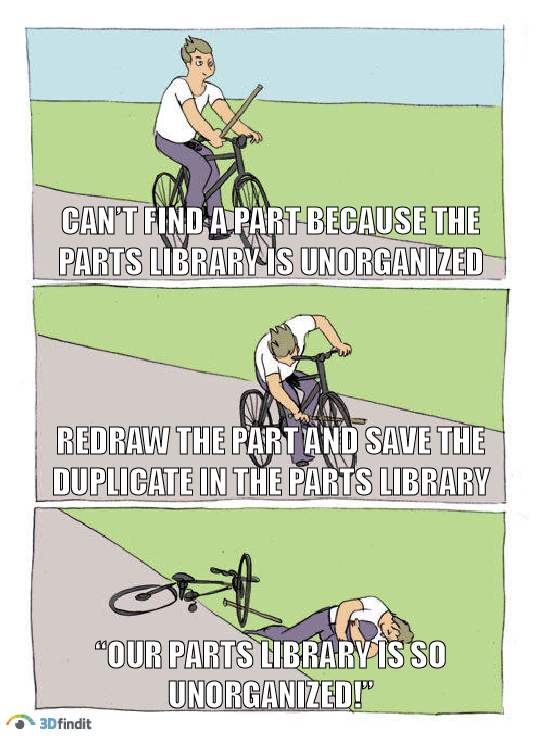 CAN'T FIND A PART BECAUSE THE
PARTS LIBRARY IS UNORGANIZED
REDRAW THE PART AND SAVE THE
DUPLICATE IN THE PARTS LIBRARY
“OUR PARTS LIBRARY IS SO
UNORGANIZED!”
3Dfindit